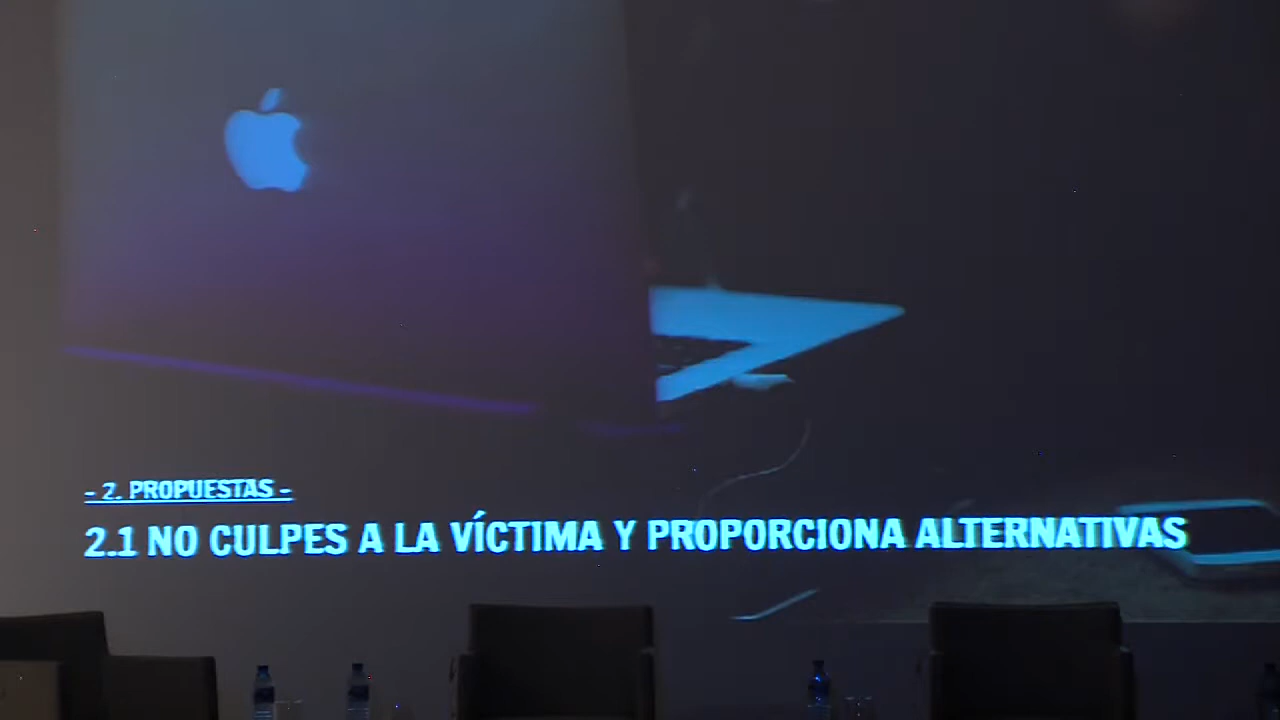 - 2. PROPUESTAS -
2.1 NO CULPES A LA VÍCTIMA Y PROPORCIONA ALTERNATIVAS